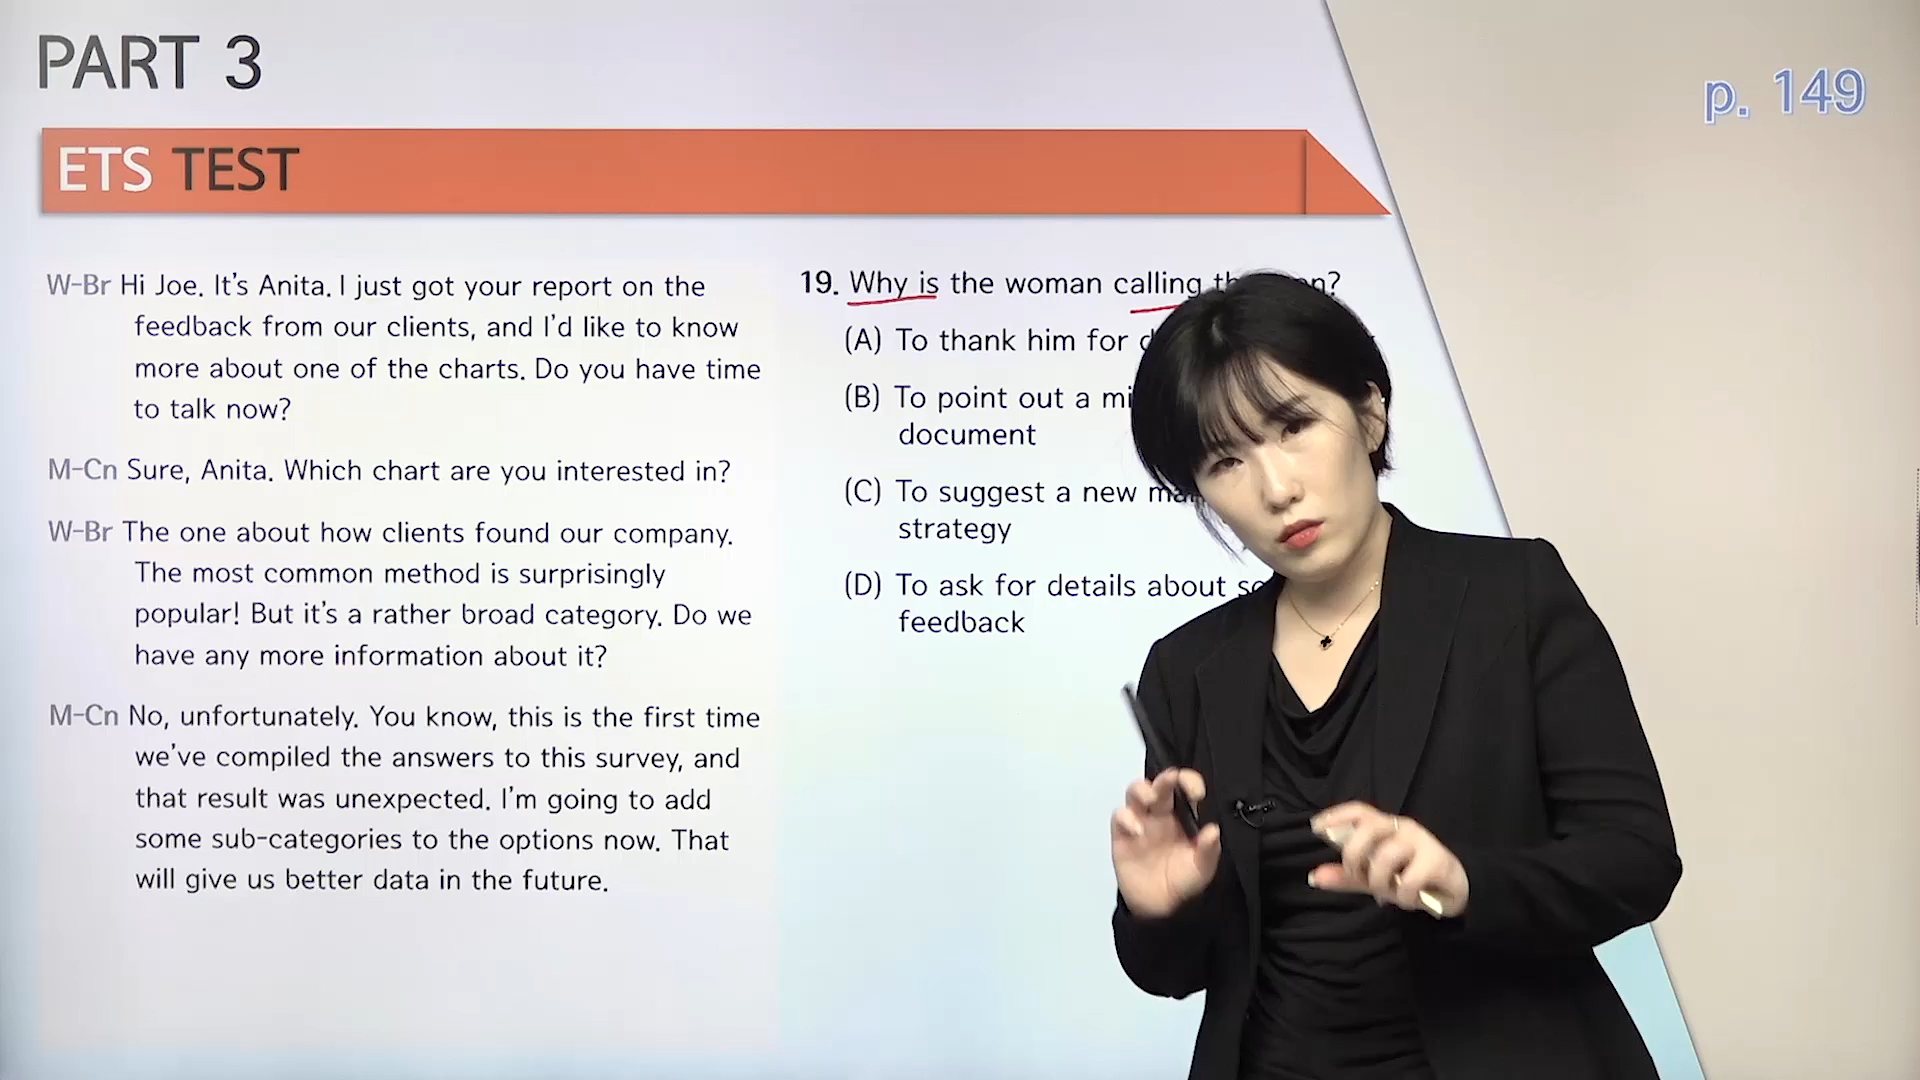 PART 3
p. 149
ETS TEST
W-Br Hi Joe. It's Anita. I just got your report on the
feedback from our clients, and I'd like to know
more about one of the charts. Do you have time
to talk now?
M-Cn Sure, Anita. Which chart are you interested in?
W-Br The one about how clients found our company.
The most common method is surprisingly
popular! But it's a rather broad category. Do we
have any more information about it?
M-Cn No, unfortunately. You know, this is the first time
we've compiled the answers to this survey, and
that result was unexpected. I'm going to add
some sub-categories to the options now. That
will give us better data in the future.
19. Why is the woman calling
(A) To thank him for
(B) To point out a
document
(C) To suggest a new
strategy
(D) To ask for details about
feedback